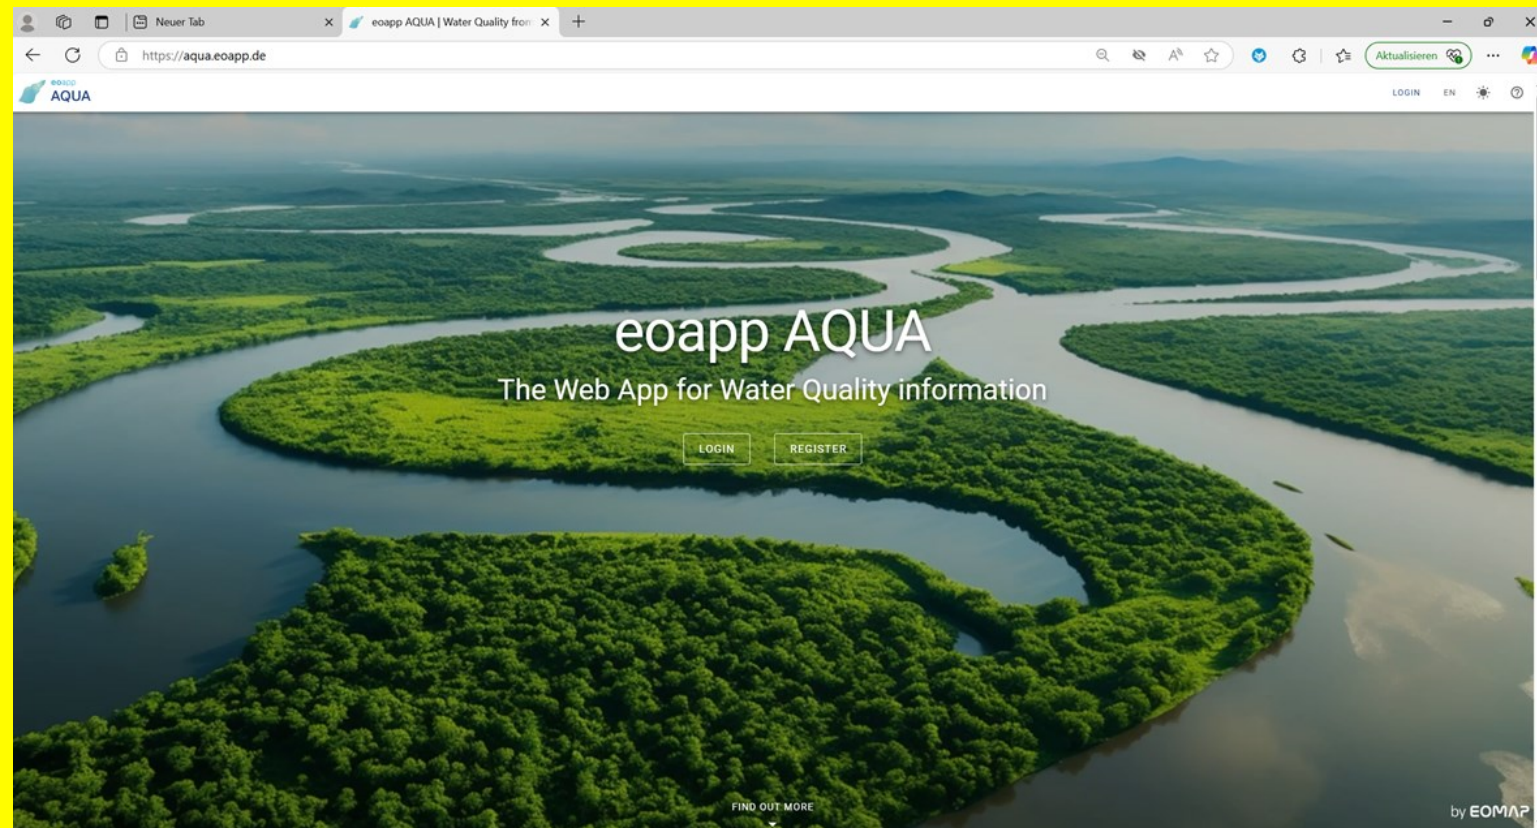 Neuer Tab
eoapp AQUA | Water Quality from
https://aqua.eoapp.de
Aktualisieren
eoapp
AQUA
LOGIN
EN
eoapp AQUA
The Web App for Water Quality information
LOGIN
REGISTER
FIND OUT MORE
by EOMAP